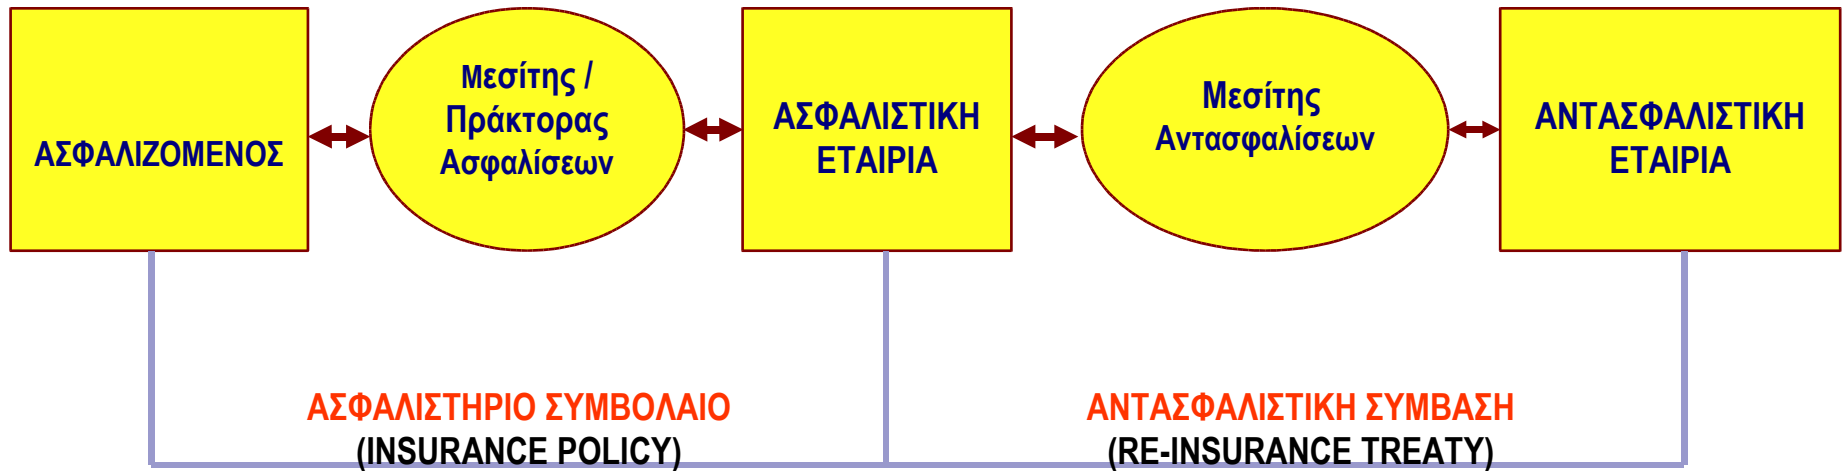 ΑΣΦΑΛΙΖΟΜΕΝΟΣ
Μεσίτης /
Πράκτορας
Ασφαλίσεων
ΑΣΦΑΛΙΣΤΙΚΗ
ΕΤΑΙΡΙΑ
Μεσίτης
Αντασφαλίσεων
ΑΝΤΑΣΦΑΛΙΣΤΙΚΗ
ΕΤΑΙΡΙΑ
ΑΣΦΑΛΙΣΤΗΡΙΟ ΣΥΜΒΟΛΑΙΟ
(INSURANCE POLICY)
ΑΝΤΑΣΦΑΛΙΣΤΙΚΗ ΣΥΜΒΑΣΗ
(RE-INSURANCE TREATY)